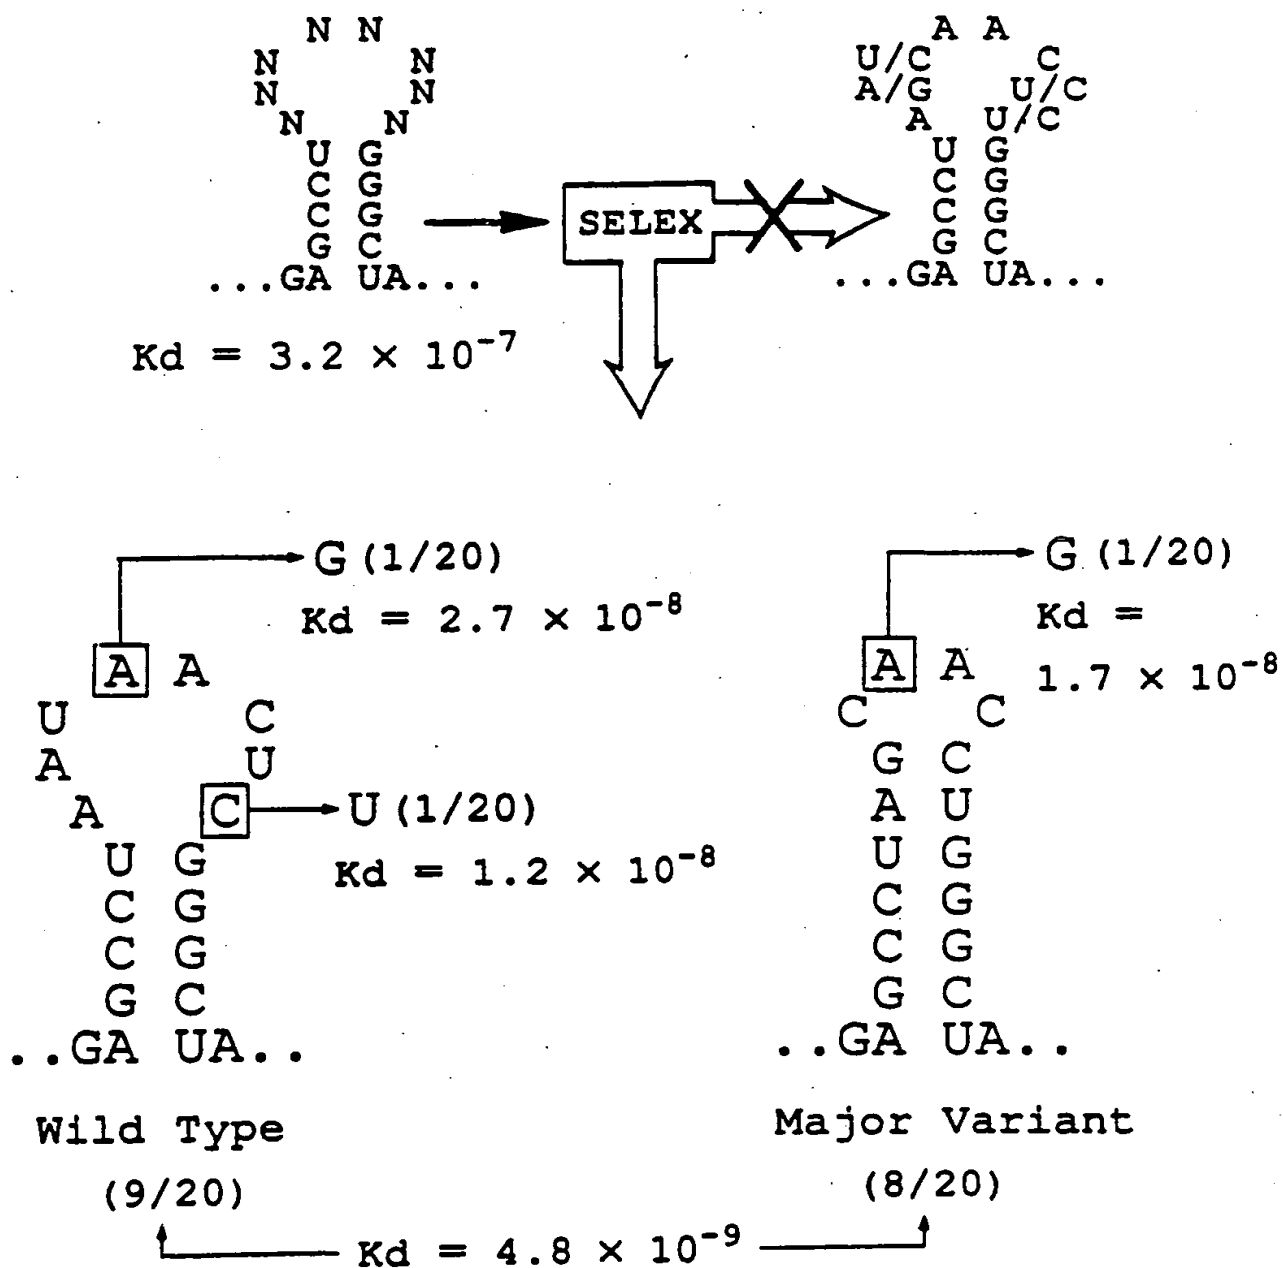 N N
N N
N N
N N
U G
C G
C G
G C
...GA UA...
Kd = 3.2 × 10⁻⁷
SELEX
A A
U/C C
A/G U/C
A U/C
U G
C G
C G
G C
...GA UA...
G (1/20)
Kd = 2.7 × 10⁻⁸
A A
U C
A U
A C U (1/20)
Kd = 1.2 × 10⁻⁸
U G
C G
C G
G C
..GA UA..
Wild Type
(9/20)
G (1/20)
Kd =
1.7 × 10⁻⁸
A A
C C
G C
A U
U G
C G
C G
G C
..GA UA..
Major Variant
(8/20)
Kd = 4.8 × 10⁻⁹